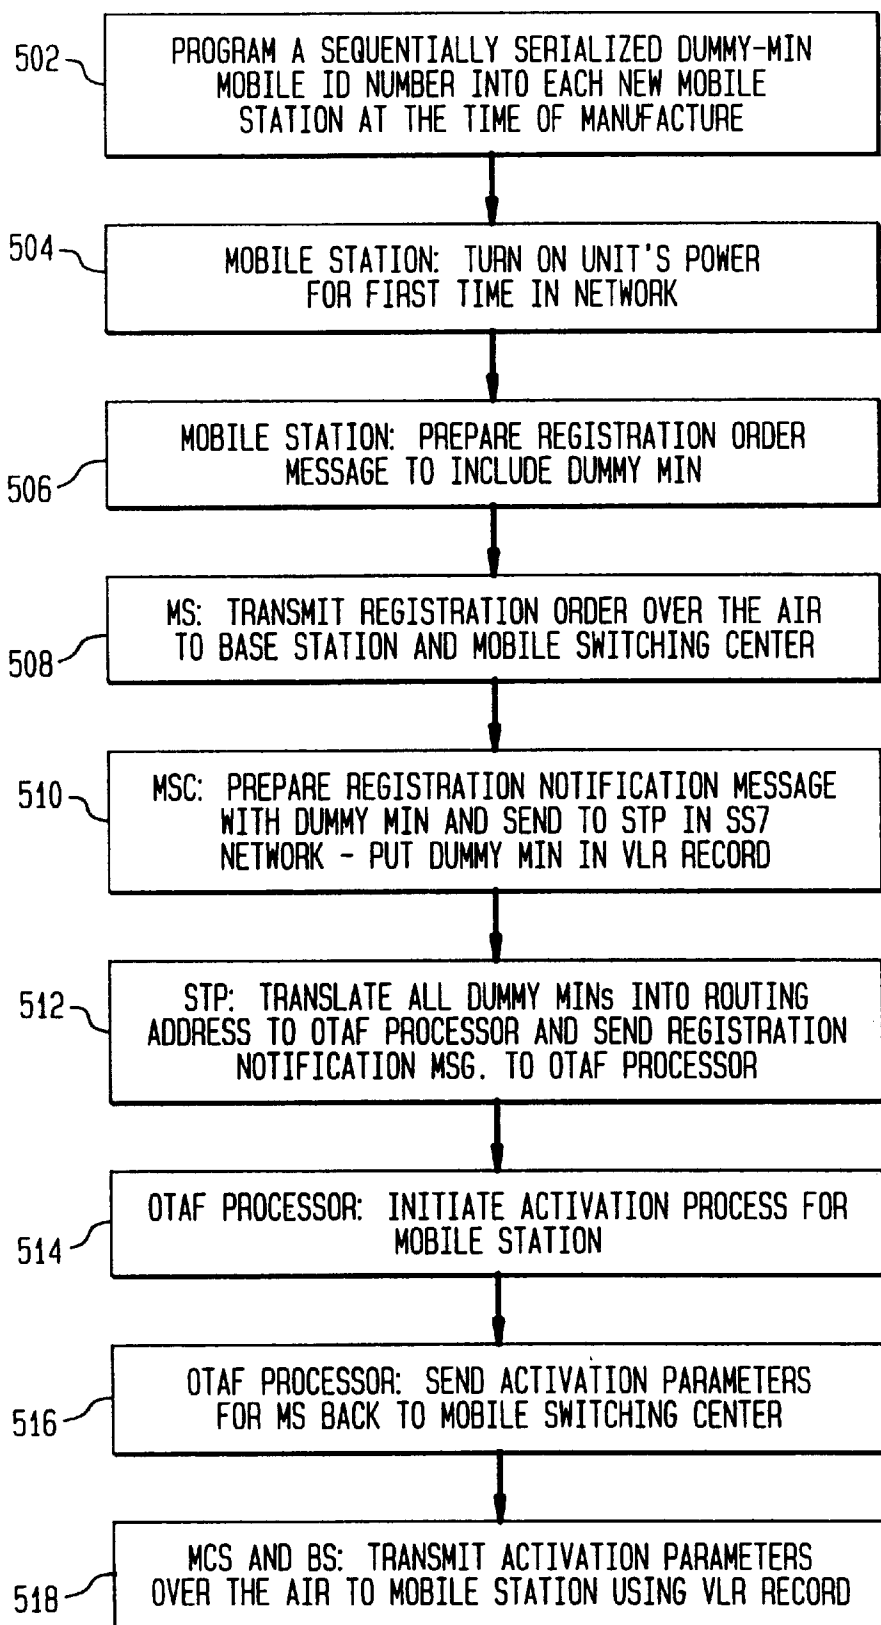 502
PROGRAM A SEQUENTIALLY SERIALIZED DUMMY-MIN
MOBILE ID NUMBER INTO EACH NEW MOBILE
STATION AT THE TIME OF MANUFACTURE
504
MOBILE STATION: TURN ON UNIT'S POWER
FOR FIRST TIME IN NETWORK
506
MOBILE STATION: PREPARE REGISTRATION ORDER
MESSAGE TO INCLUDE DUMMY MIN
508
MS: TRANSMIT REGISTRATION ORDER OVER THE AIR
TO BASE STATION AND MOBILE SWITCHING CENTER
510
MSC: PREPARE REGISTRATION NOTIFICATION MESSAGE
WITH DUMMY MIN AND SEND TO STP IN SS7
NETWORK - PUT DUMMY MIN IN VLR RECORD
512
STP: TRANSLATE ALL DUMMY MINs INTO ROUTING
ADDRESS TO OTAF PROCESSOR AND SEND REGISTRATION
NOTIFICATION MSG. TO OTAF PROCESSOR
514
OTAF PROCESSOR: INITIATE ACTIVATION PROCESS FOR
MOBILE STATION
516
OTAF PROCESSOR: SEND ACTIVATION PARAMETERS
FOR MS BACK TO MOBILE SWITCHING CENTER
518
MCS AND BS: TRANSMIT ACTIVATION PARAMETERS
OVER THE AIR TO MOBILE STATION USING VLR RECORD